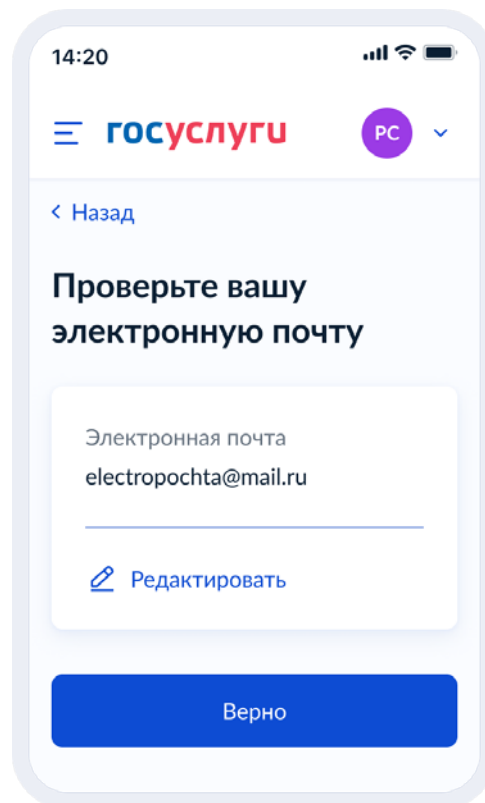 14:20
госуслуги
РС
Назад
Проверьте вашу
электронную почту
Электронная почта
electropochta@mail.ru
Редактировать
Верно